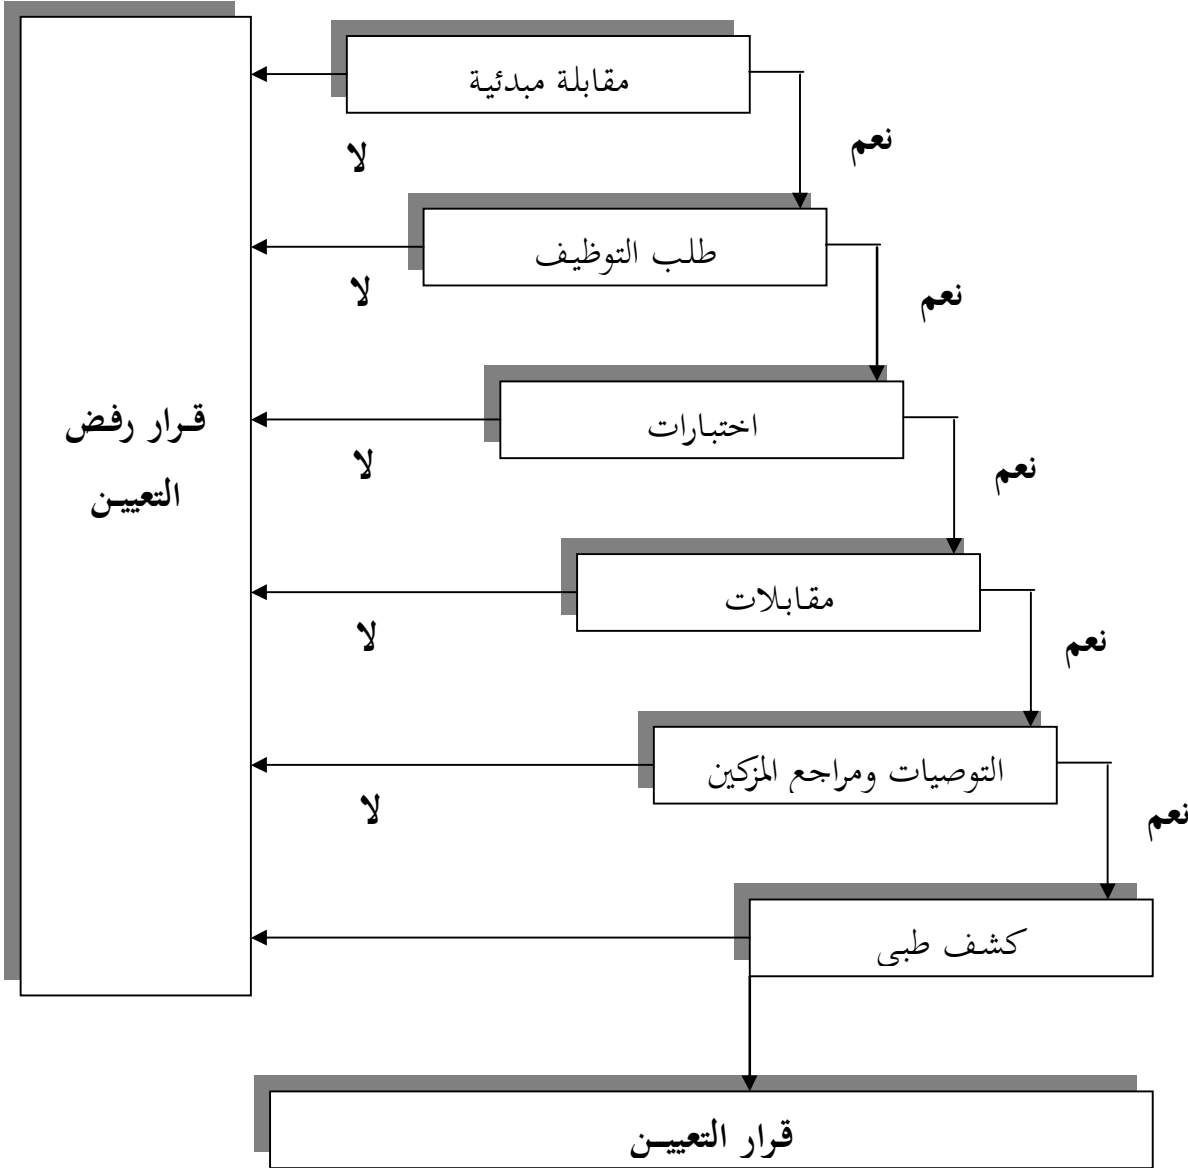 مقابلة مبدئية
نعم
لا
طلب التوظيف
نعم
لا
اختبارات
نعم
لا
مقابلات
نعم
لا
التوصيات ومراجع المزكين
نعم
لا
كشف طبى
قرار رفض
التعيين
قرار التعيين